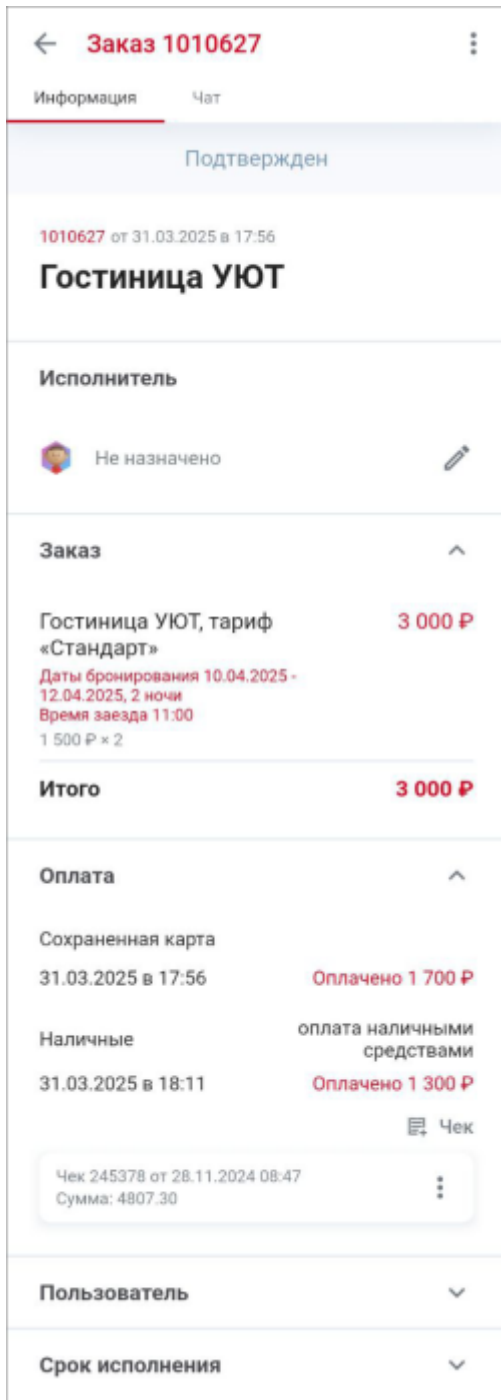 Заказ 1010627
Информация Чат
Подтвержден
1010627 от 31.03.2025 в 17:56
Гостиница УЮТ
Исполнитель
Не назначено
Заказ
Гостиница УЮТ, тариф 3 000 ₽
«Стандарт»
Даты бронирования 10.04.2025 -
12.04.2025, 2 ночи
Время заезда 11:00
1 500 ₽ × 2
Итого 3 000 ₽
Оплата
Сохраненная карта
31.03.2025 в 17:56 Оплачено 1 700 ₽
Наличные оплата наличными
средствами
31.03.2025 в 18:11 Оплачено 1 300 ₽
Чек
Чек 245378 от 28.11.2024 08:47
Сумма: 4807.30
Пользователь
Срок исполнения